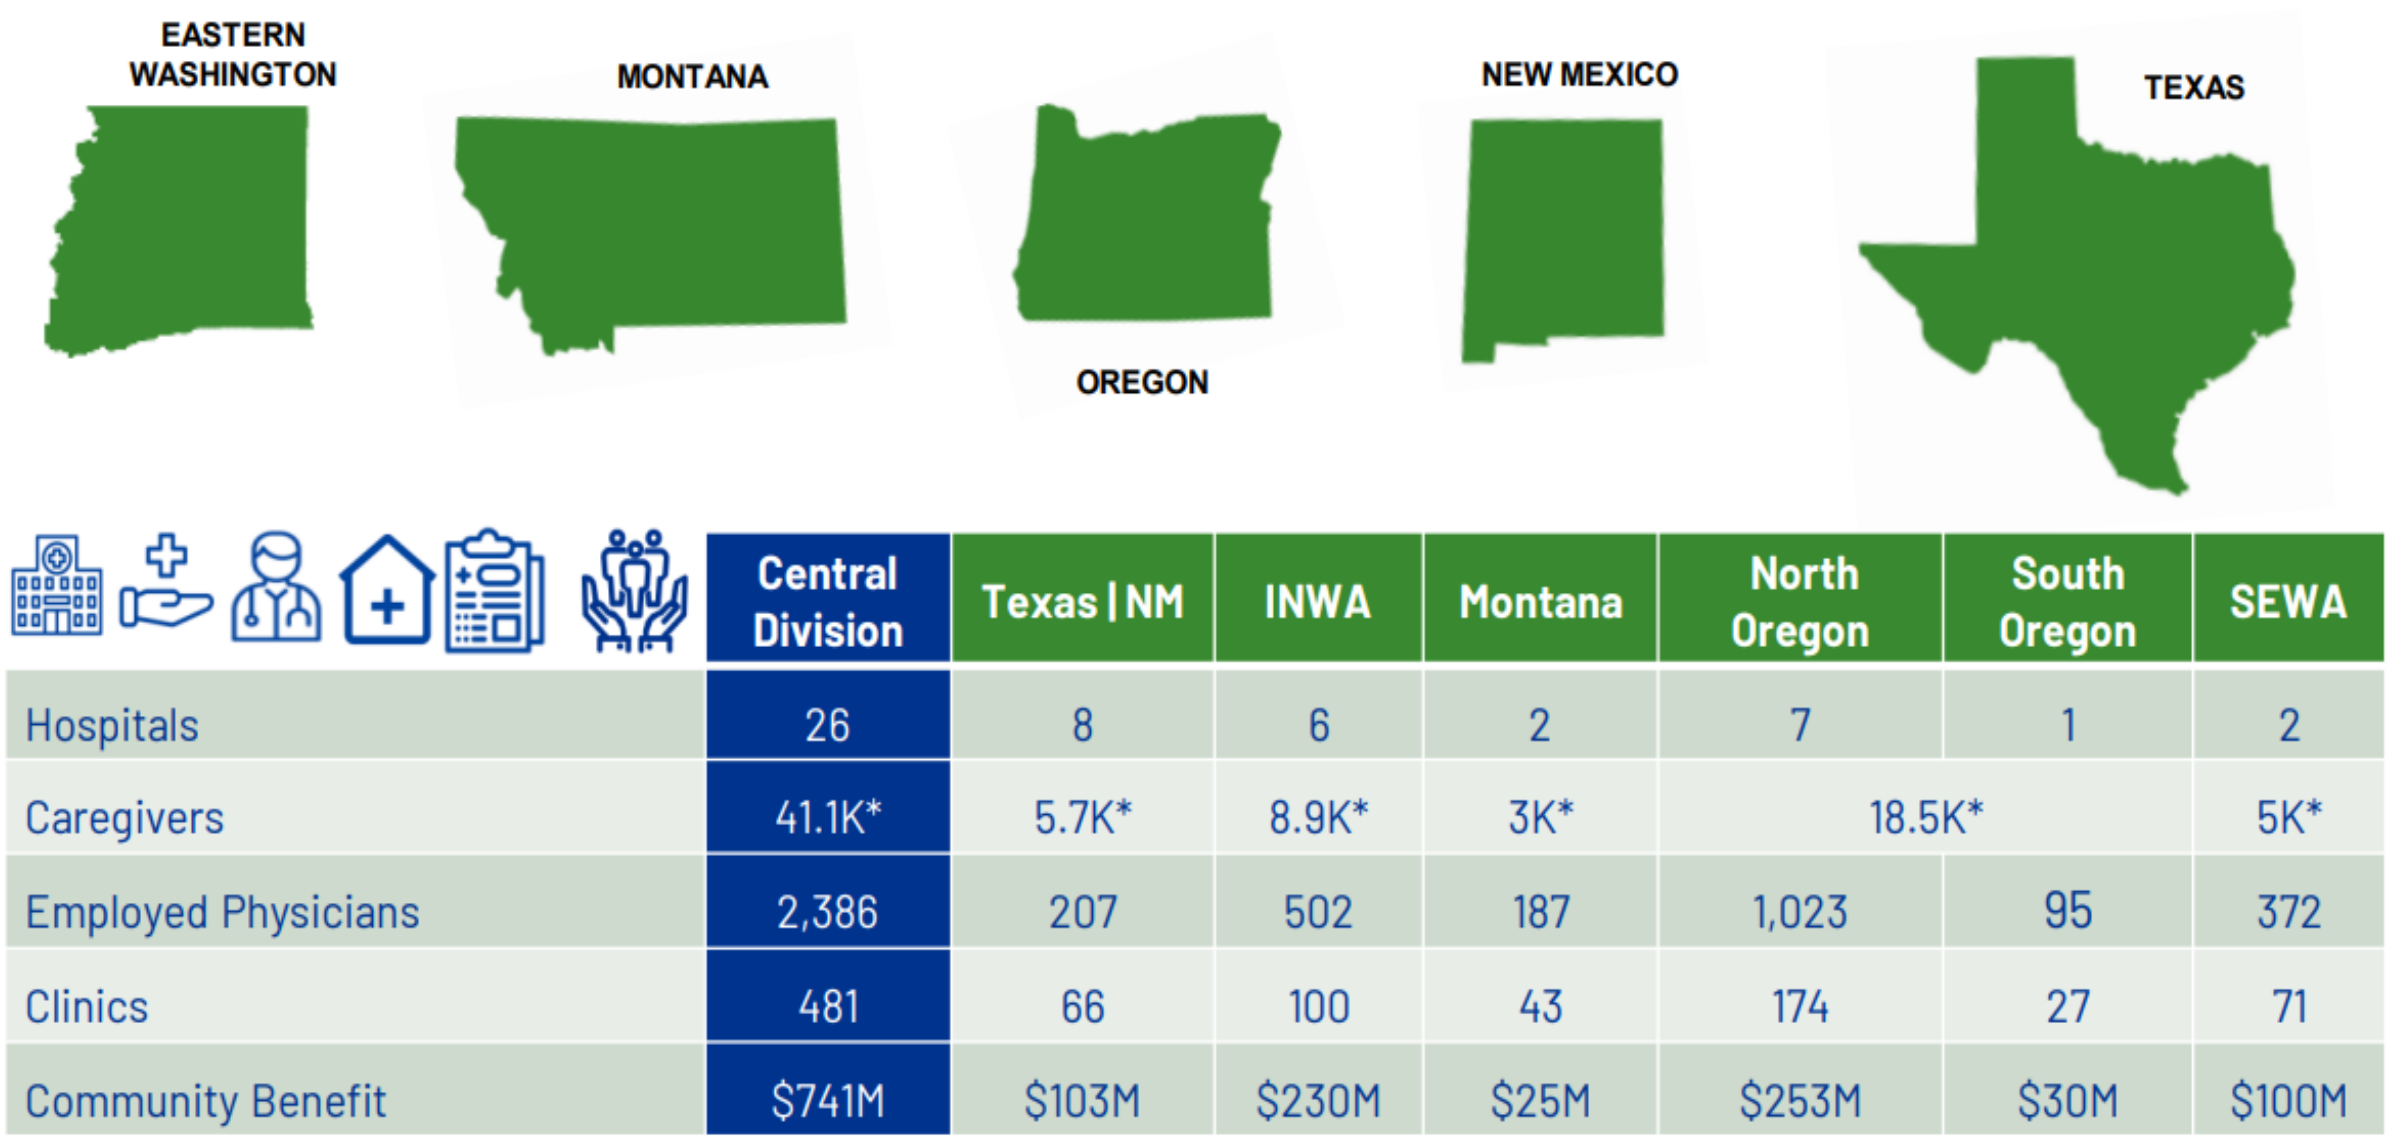 EASTERN
WASHINGTON
MONTANA
OREGON
NEW MEXICO
TEXAS
Central Division Texas | NM INWA Montana North Oregon South Oregon SEWA
Hospitals 26 8 6 2 7 1 2
Caregivers 41.1K* 5.7K* 8.9K* 3K* 18.5K* 5K*
Employed Physicians 2,386 207 502 187 1,023 95 372
Clinics 481 66 100 43 174 27 71
Community Benefit $741M $103M $230M $25M $253M $30M $100M